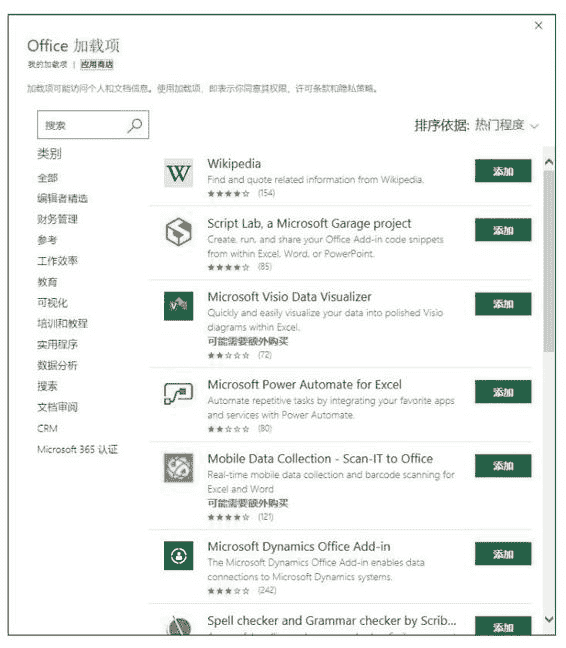 Office 加载项
我的加载项 | 应用商店
加载项可能访问个人和文档信息。使用加载项，即表示你同意其权限，许可条款和隐私策略。
搜索
排序依据: 热门程度
类别
全部
编辑者精选
财务管理
参考
工作效率
教育
可视化
培训和教程
实用程序
数据分析
搜索
文档审阅
CRM
Microsoft 365 认证
Wikipedia
添加
Find and quote related information from Wikipedia.
(154)
Script Lab, a Microsoft Garage project
添加
Create, run, and share your Office Add-in code snippets
from within Excel, Word, or PowerPoint.
(85)
Microsoft Visio Data Visualizer
添加
Quickly and easily visualize your data into polished Visio
diagrams within Excel.
可能需要额外购买
(72)
Microsoft Power Automate for Excel
添加
Automate repetitive tasks by integrating your favorite apps
and services with Power Automate.
(80)
Mobile Data Collection - Scan-IT to Office
添加
Real-time mobile data collection and barcode scanning for
Excel and Word
可能需要额外购买
(121)
Microsoft Dynamics Office Add-in
添加
The Microsoft Dynamics Office Add-in enables data
connections to Microsoft Dynamics systems.
(242)
Spell checker and Grammar checker by Scrib...
添加